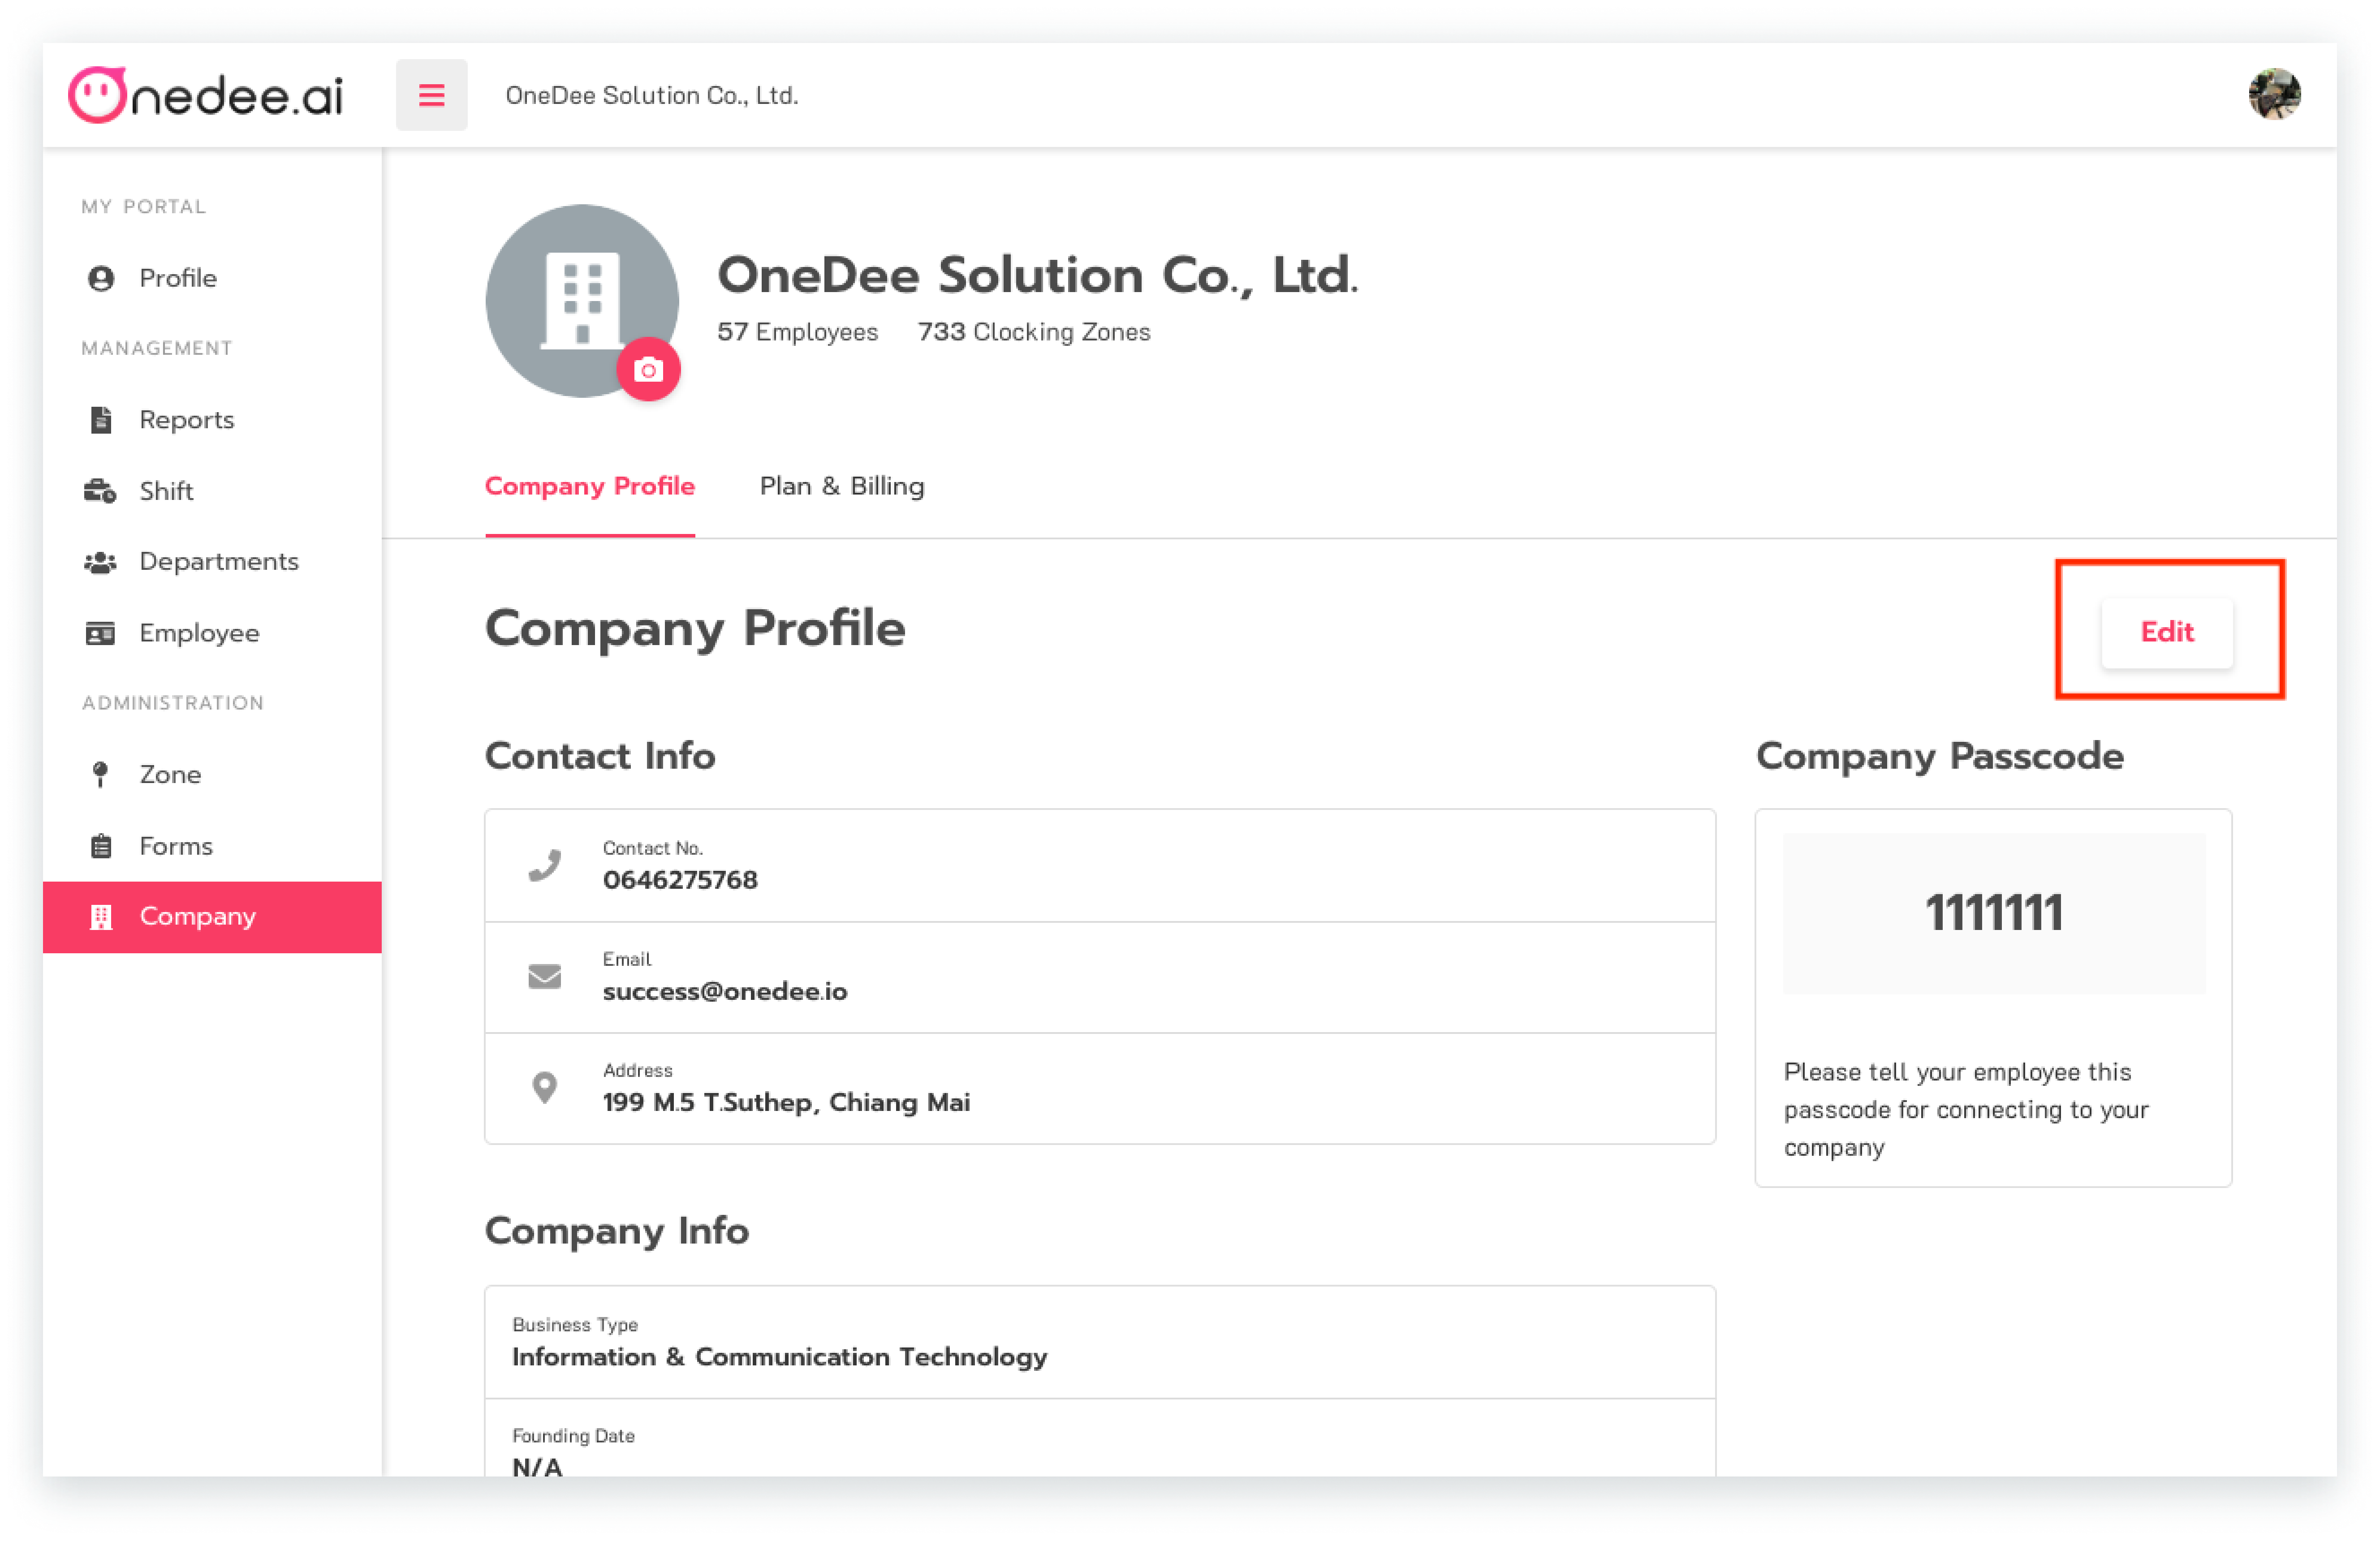 Onedee.ai
OneDee Solution Co., Ltd.
MY PORTAL
Profile
MANAGEMENT
Reports
Shift
Departments
Employee
ADMINISTRATION
Zone
Forms
Company
OneDee Solution Co., Ltd.
57 Employees 733 Clocking Zones
Company Profile Plan & Billing
Company Profile
Edit
Contact Info
Contact No.
0646275768
Email
success@onedee.io
Address
199 M.5 T.Suthep, Chiang Mai
Company Passcode
1111111
Please tell your employee this
passcode for connecting to your
company
Company Info
Business Type
Information & Communication Technology
Founding Date
N/A